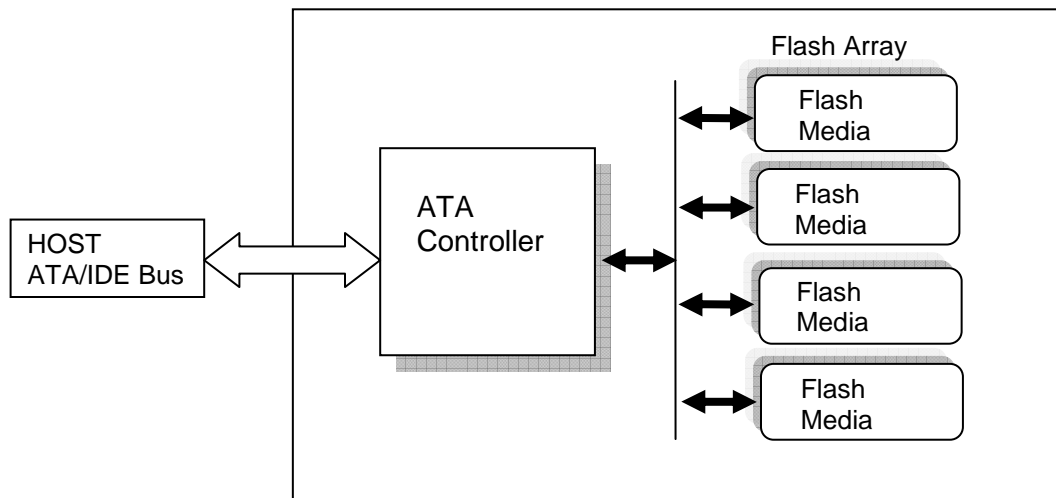 Flash Array
Flash
Media
Flash
Media
Flash
Media
Flash
Media
ATA
Controller
HOST
ATA/IDE Bus